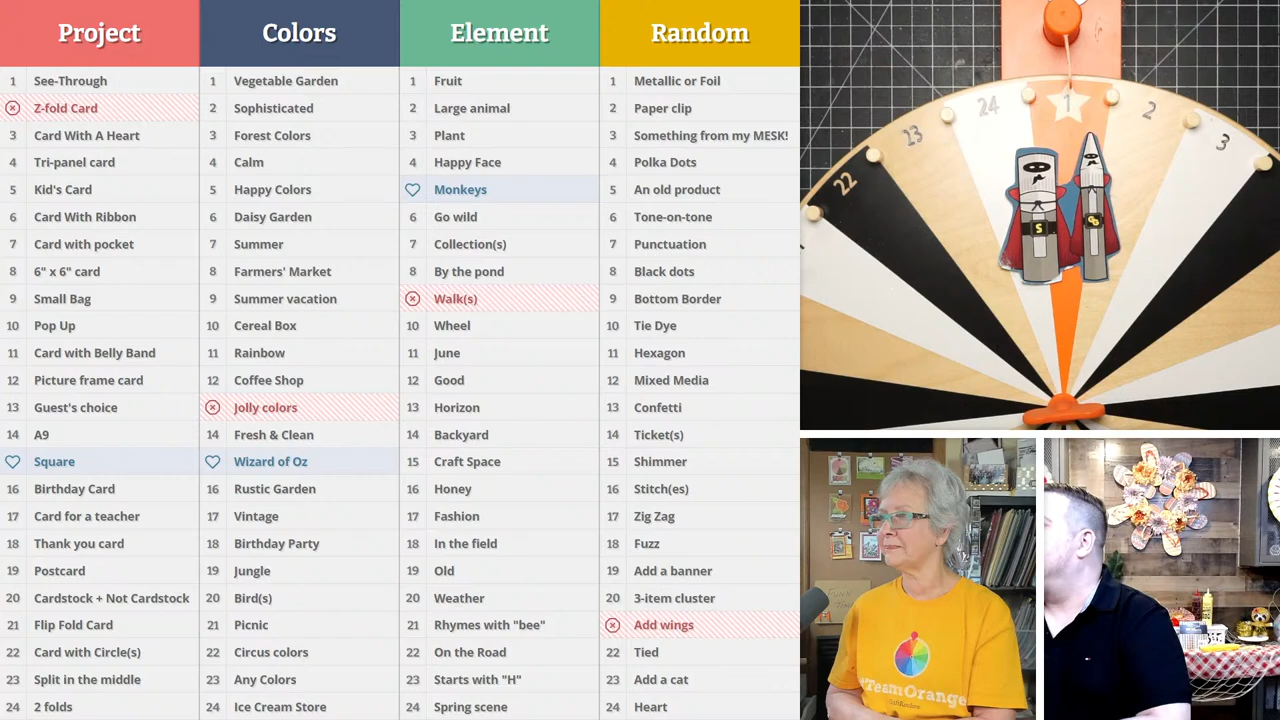 Project
1 See-Through
Z-fold Card
3 Card With A Heart
4 Tri-panel card
5 Kid's Card
6 Card With Ribbon
7 Card with pocket
8 6" x 6" card
9 Small Bag
10 Pop Up
11 Card with Belly Band
12 Picture frame card
13 Guest's choice
14 A9
Square
16 Birthday Card
17 Card for a teacher
18 Thank you card
19 Postcard
20 Cardstock + Not Cardstock
21 Flip Fold Card
22 Card with Circle(s)
23 Split in the middle
24 2 folds
Colors
1 Vegetable Garden
2 Sophisticated
3 Forest Colors
4 Calm
5 Happy Colors
6 Daisy Garden
7 Summer
8 Farmers' Market
9 Summer vacation
10 Cereal Box
11 Rainbow
12 Coffee Shop
Jolly colors
14 Fresh & Clean
Wizard of Oz
16 Rustic Garden
17 Vintage
18 Birthday Party
19 Jungle
20 Bird(s)
21 Picnic
22 Circus colors
23 Any Colors
24 Ice Cream Store
Element
1 Fruit
2 Large animal
3 Plant
4 Happy Face
Monkeys
6 Go wild
7 Collection(s)
8 By the pond
Walk(s)
10 Wheel
11 June
12 Good
13 Horizon
14 Backyard
15 Craft Space
16 Honey
17 Fashion
18 In the field
19 Old
20 Weather
21 Rhymes with "bee"
22 On the Road
23 Starts with "H"
24 Spring scene
Random
1 Metallic or Foil
2 Paper clip
3 Something from my MESK!
4 Polka Dots
5 An old product
6 Tone-on-tone
7 Punctuation
8 Black dots
9 Bottom Border
10 Tie Dye
11 Hexagon
12 Mixed Media
13 Confetti
14 Ticket(s)
15 Shimmer
16 Stitch(es)
17 Zig Zag
18 Fuzz
19 Add a banner
20 3-item cluster
Add wings
22 Tied
23 Add a cat
24 Heart
22
13
24
1
2
3
S
#TeamOrange